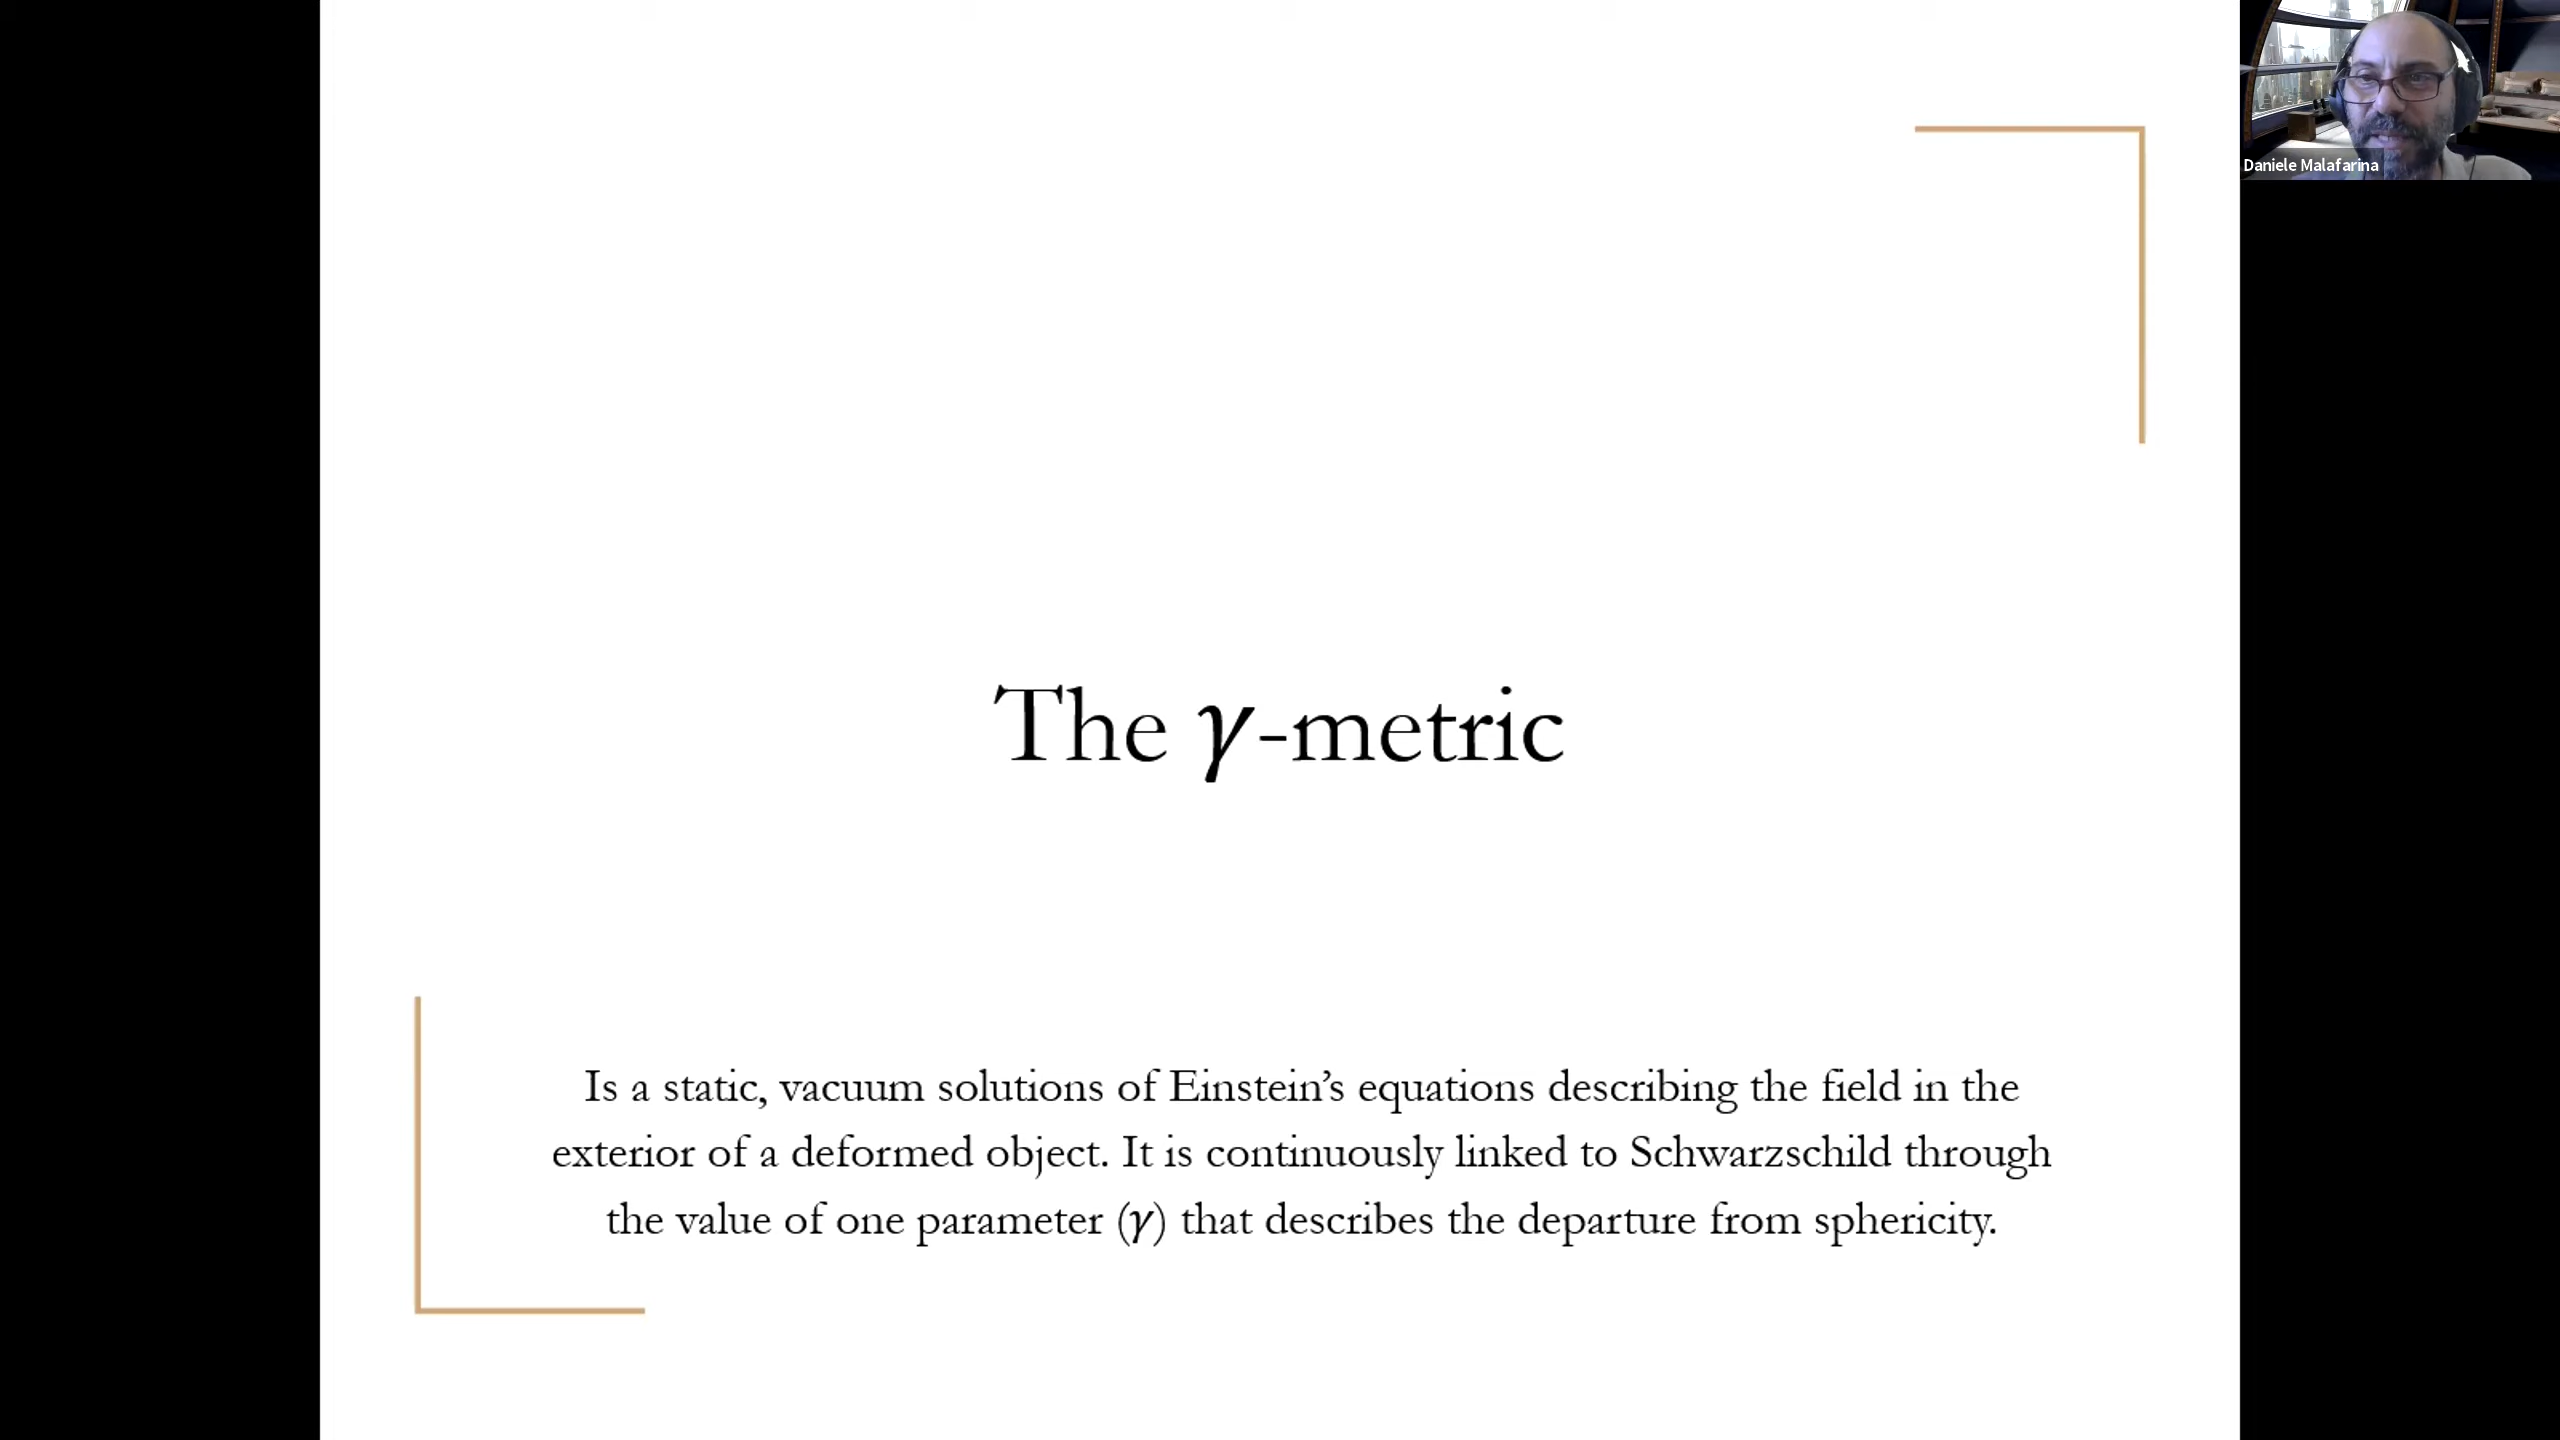 Daniele Malafarina
The γ-metric
Is a static, vacuum solutions of Einstein’s equations describing the field in the
exterior of a deformed object. It is continuously linked to Schwarzschild through
the value of one parameter (γ) that describes the departure from sphericity.